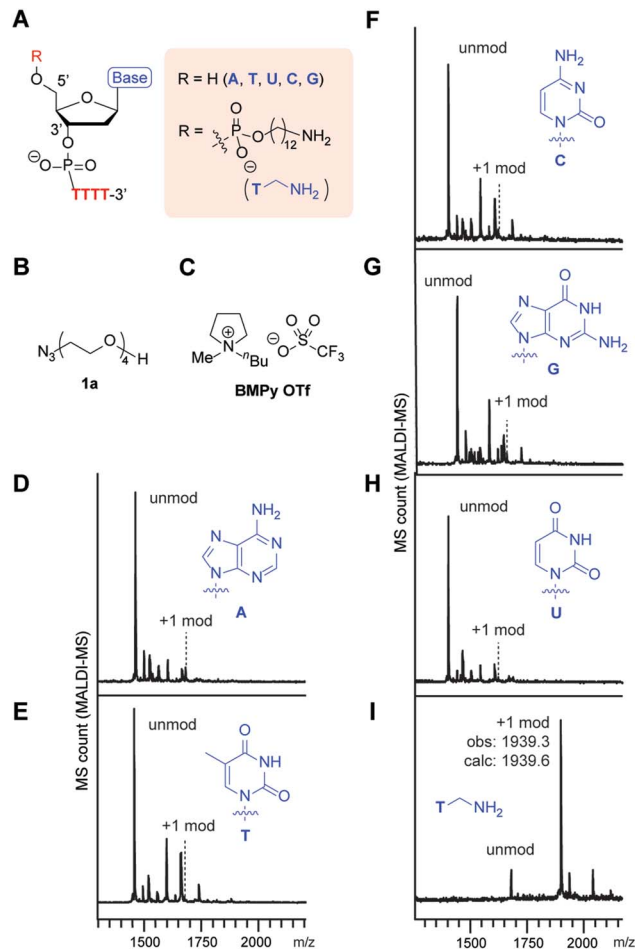 A
R
O
5'
Base
O
3'
O
⊖O-P=O
O
TTTT-3'
R = H (A, T, U, C, G)
R =
O
P
O
12
NH2
O
⊖
(T NH2)
B
N3
O
4
H
1a
C
N
⊕
Me
nBu
O
O
S
⊖
O
CF3
BMPy OTf
D
unmod
NH2
N
N
N
N
A
+1 mod
E
unmod
O
NH
N
O
T
+1 mod
MS count (MALDI-MS)
1500
1750
2000
m/z
F
unmod
NH2
N
N
O
C
+1 mod
G
unmod
O
N
NH
N
N
NH2
G
+1 mod
H
unmod
O
NH
N
O
U
+1 mod
I
+1 mod
obs: 1939.3
calc: 1939.6
T NH2
unmod
MS count (MALDI-MS)
1500
1750
2000
m/z